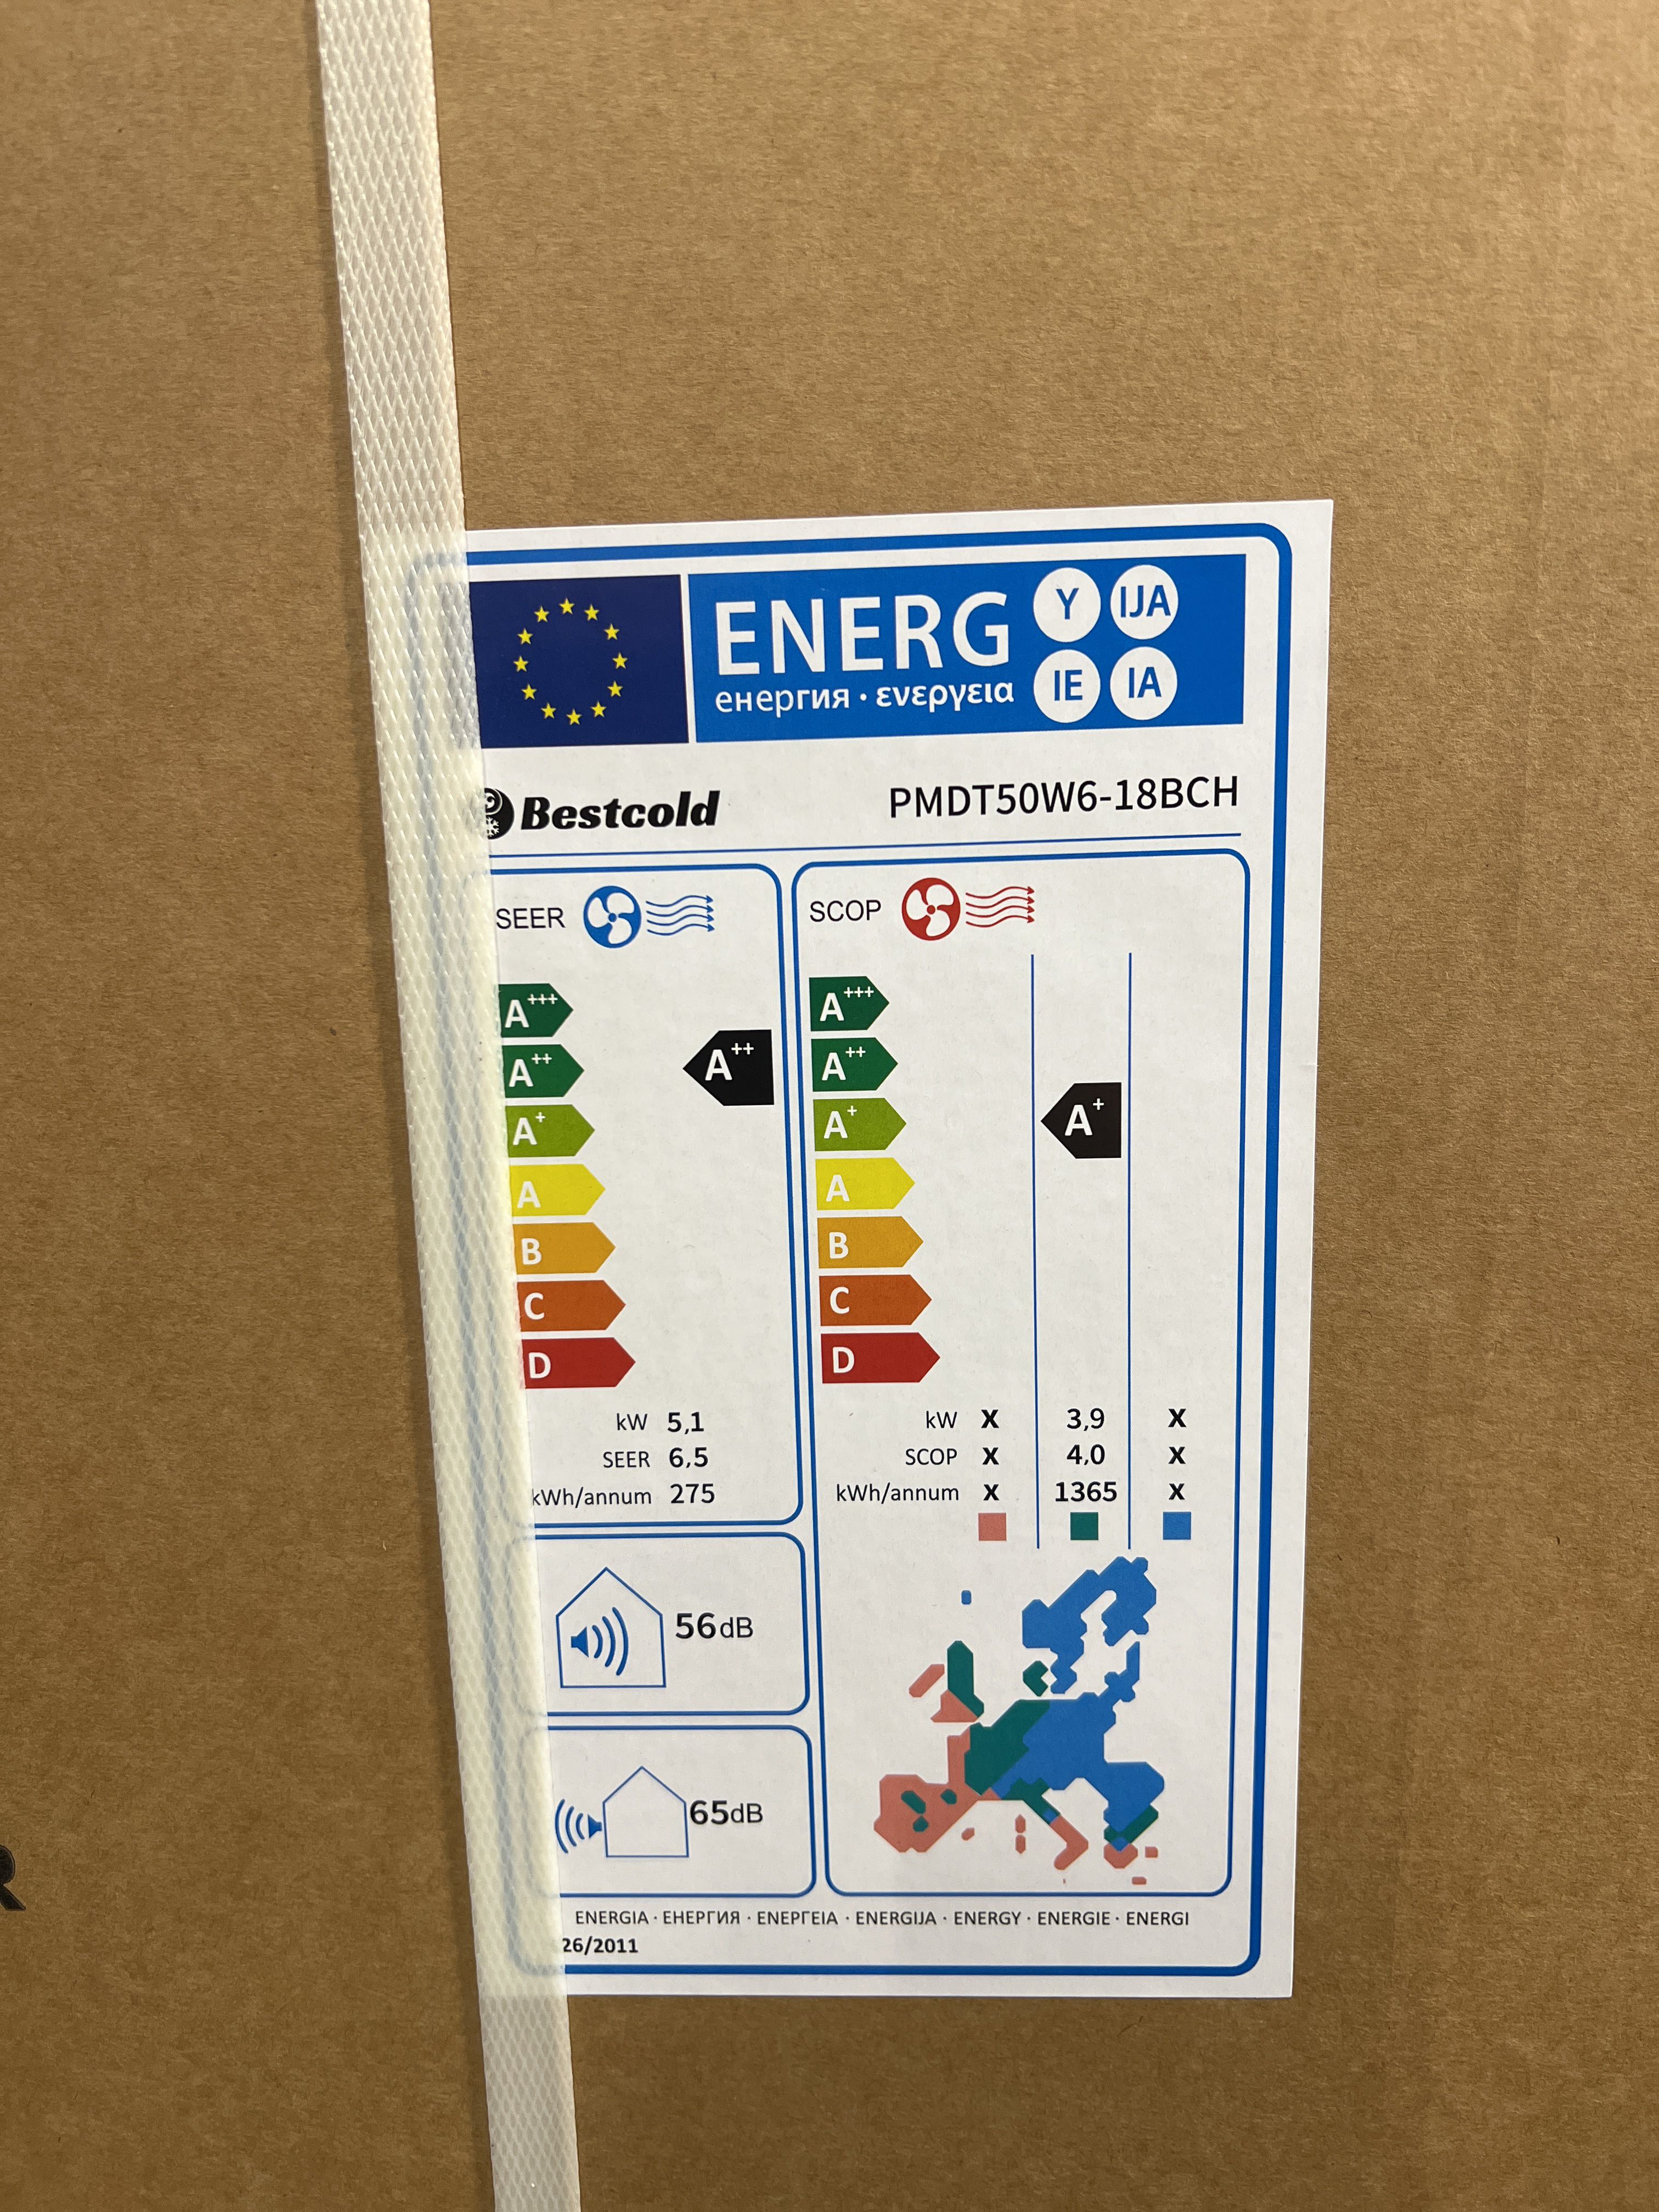 ENERG Y IJA
енергия · ενεργεια IE IA
Bestcold PMDT50W6-18BCH
SEER
A+++
A++
A+
A
B
C
D
A++
kW 5,1
SEER 6,5
kWh/annum 275
56dB
65dB
SCOP
A+++
A++
A+
A
B
C
D
A+
kW X 3,9 X
SCOP X 4,0 X
kWh/annum X 1365 X
ENERGIA · ЕНЕРГИЯ · ΕΝΕΡΓΕΙΑ · ENERGIJA · ENERGY · ENERGIE · ENERGI
26/2011
R